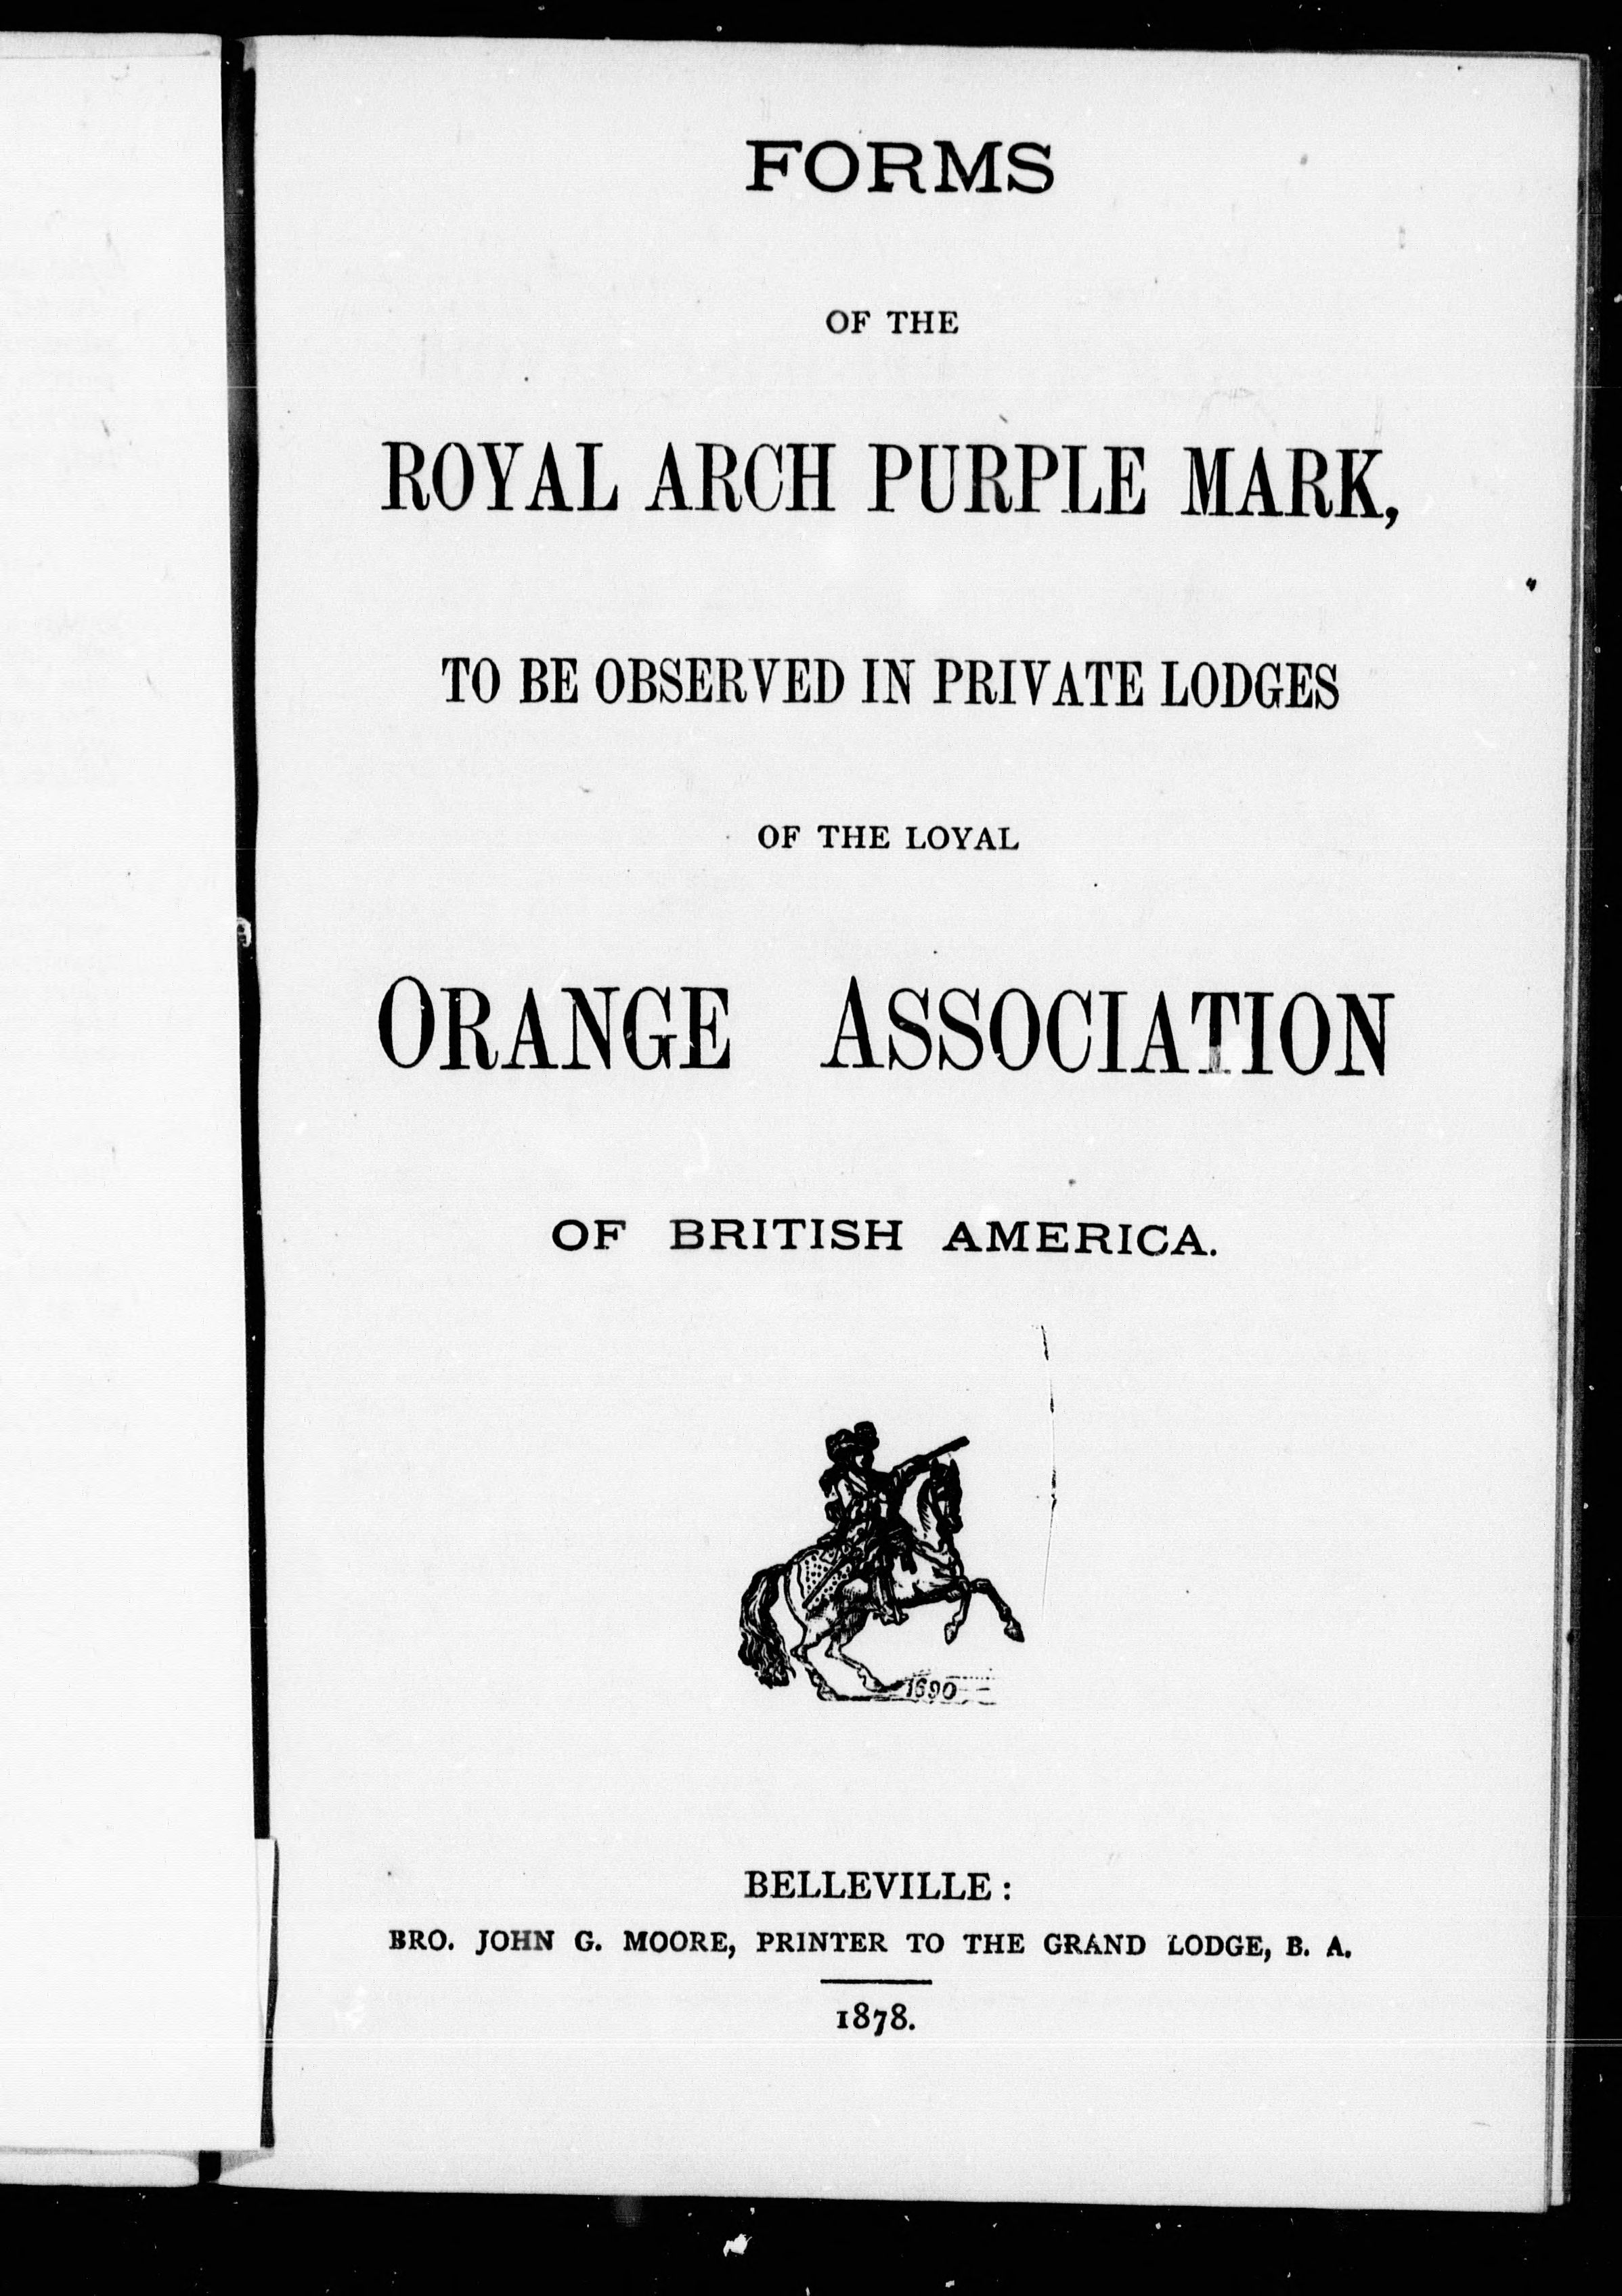 FORMS
OF THE
ROYAL ARCH PURPLE MARK,
TO BE OBSERVED IN PRIVATE LODGES
OF THE LOYAL
ORANGE ASSOCIATION
OF BRITISH AMERICA.
1690
BELLEVILLE:
BRO. JOHN G. MOORE, PRINTER TO THE GRAND LODGE, B. A.
1878.